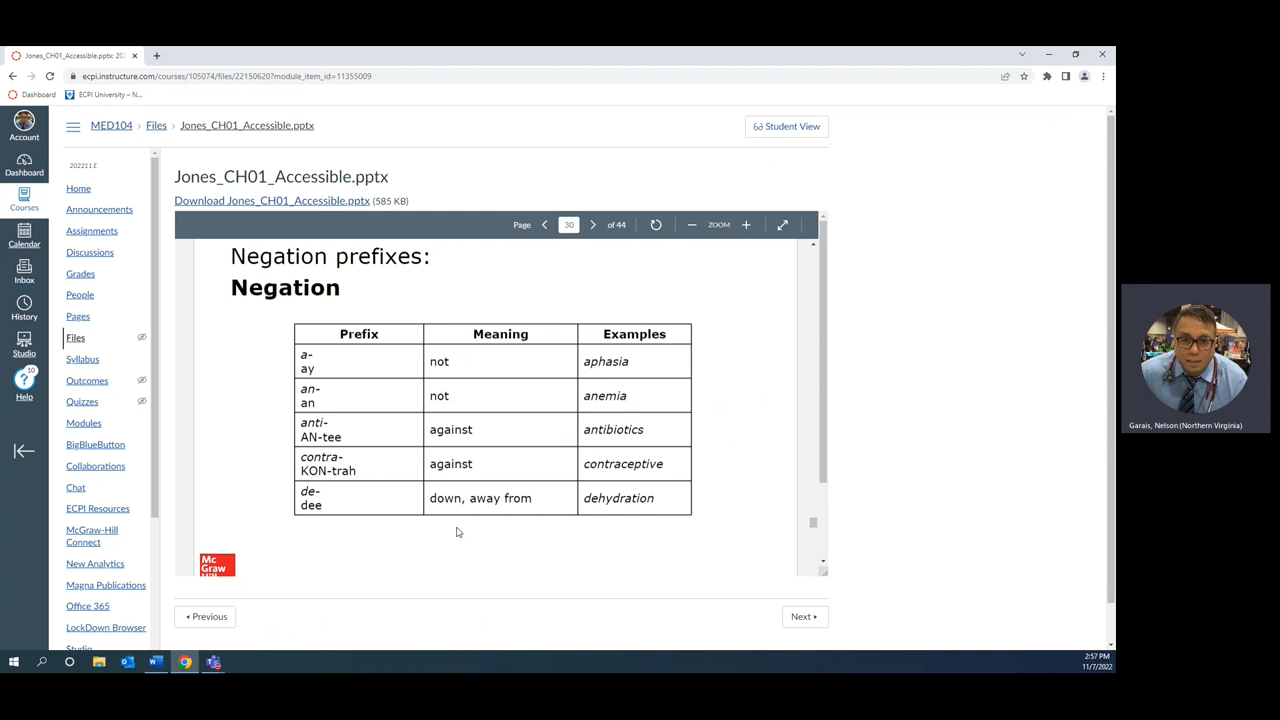 Jones_CH01_Accessible.pptx: 202
ecpi.instructure.com/courses/105074/files/22150620?module_item_id=11355009
Dashboard
ECPI University – N...
Account
Dashboard
Courses
Calendar
Inbox
History
Studio
10
Help
MED104 › Files › Jones_CH01_Accessible.pptx
Student View
202211 E
Home
Announcements
Assignments
Discussions
Grades
People
Pages
Files
Syllabus
Outcomes
Quizzes
Modules
BigBlueButton
Collaborations
Chat
ECPI Resources
McGraw-Hill
Connect
New Analytics
Magna Publications
Office 365
LockDown Browser
Studio
Jones_CH01_Accessible.pptx
Download Jones_CH01_Accessible.pptx (585 KB)
Page 30 of 44 ZOOM
Negation prefixes:
Negation
Prefix Meaning Examples
a-
ay
not
aphasia
an-
an
not
anemia
anti-
AN-tee
against
antibiotics
contra-
KON-trah
against
contraceptive
de-
dee
down, away from
dehydration
Mc
Graw
Hill
Previous
Next
Garais, Nelson (Northern Virginia)
2:57 PM
11/7/2022